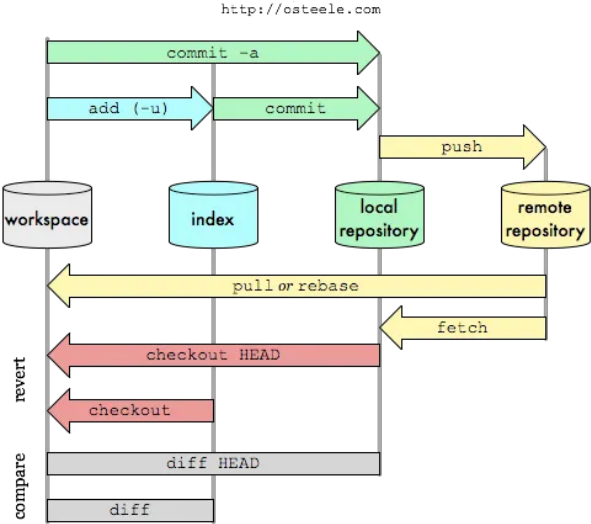 http://osteele.com
commit -a
add (-u)
commit
push
workspace
index
local
repository
remote
repository
pull or rebase
fetch
revert
checkout HEAD
checkout
compare
diff HEAD
diff